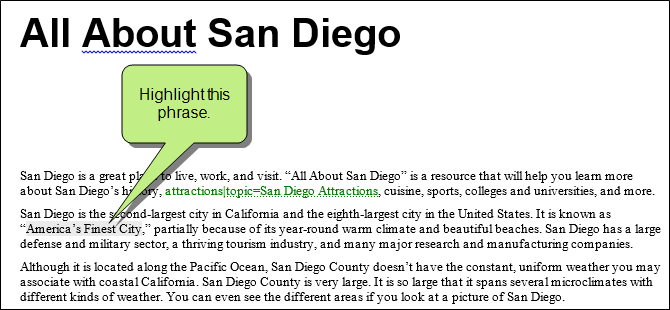 All About San Diego
Highlight this
phrase.
San Diego is a great place to live, work, and visit. “All About San Diego” is a resource that will help you learn more
about San Diego’s history, attractions|topic=San Diego Attractions, cuisine, sports, colleges and universities, and more.
San Diego is the second-largest city in California and the eighth-largest city in the United States. It is known as
“America’s Finest City,” partially because of its year-round warm climate and beautiful beaches. San Diego has a large
defense and military sector, a thriving tourism industry, and many major research and manufacturing companies.
Although it is located along the Pacific Ocean, San Diego County doesn’t have the constant, uniform weather you may
associate with coastal California. San Diego County is very large. It is so large that it spans several microclimates with
different kinds of weather. You can even see the different areas if you look at a picture of San Diego.